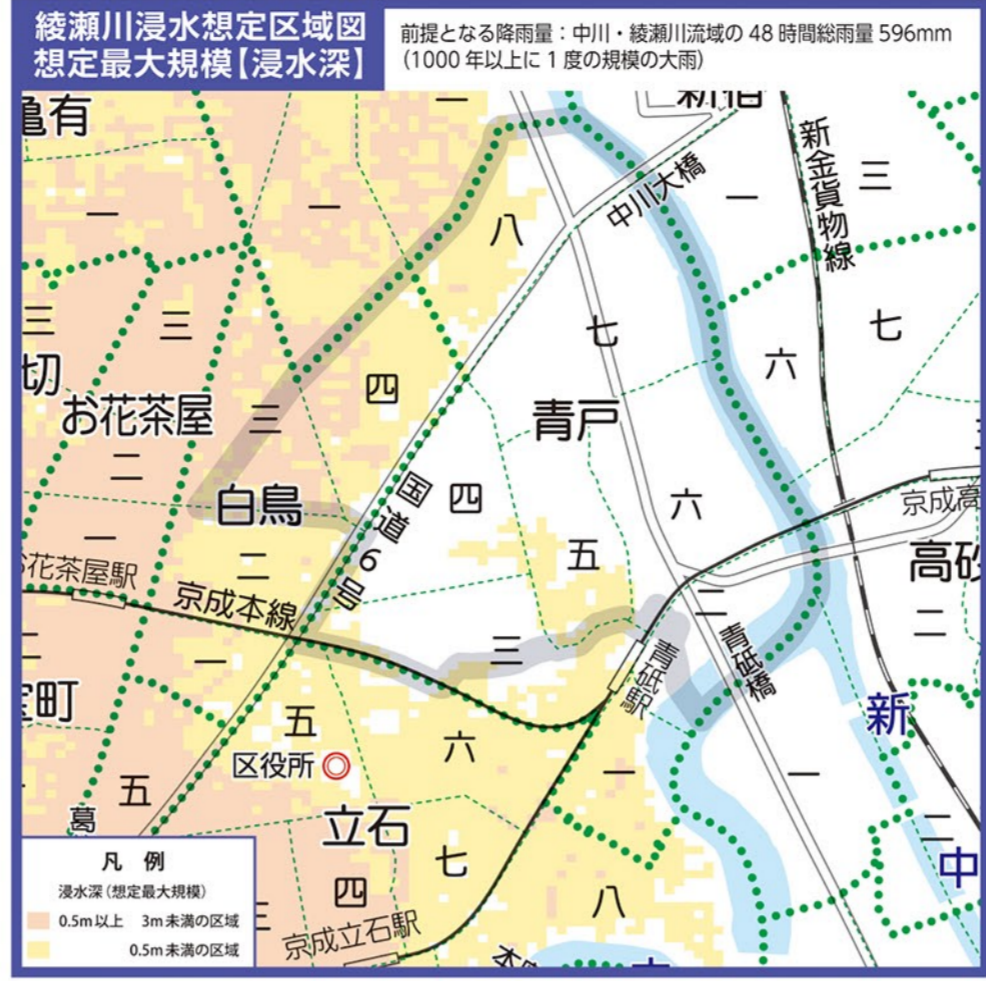 綾瀬川浸水想定区域図
想定最大規模【浸水深】
前提となる降雨量：中川・綾瀬川流域の48時間総雨量596mm
（1000年以上に1度の規模の大雨）
亀有
一
新宿
一
一
八
中川大橋
一
新金貨物線
三
三
三
七
六
七
切
お花茶屋
三
四
青戸
二
白鳥
国道6号
四
六
京成高
一
五
高砂
お花茶屋駅
二
京成本線
二
二
一
三
青砥駅
青砥橋
宝町
五
六
新
区役所
五
一
一
葛
立石
七
二
中
四
八
三
京成立石駅
凡 例
浸水深（想定最大規模）
0.5m以上 3m未満の区域
0.5m未満の区域